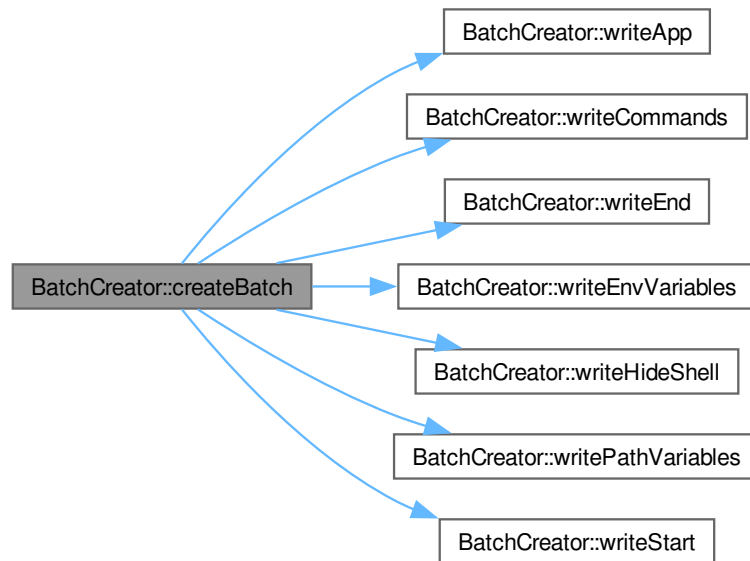 BatchCreator::writeApp
BatchCreator::writeCommands
BatchCreator::writeEnd
BatchCreator::createBatch
BatchCreator::writeEnvVariables
BatchCreator::writeHideShell
BatchCreator::writePathVariables
BatchCreator::writeStart